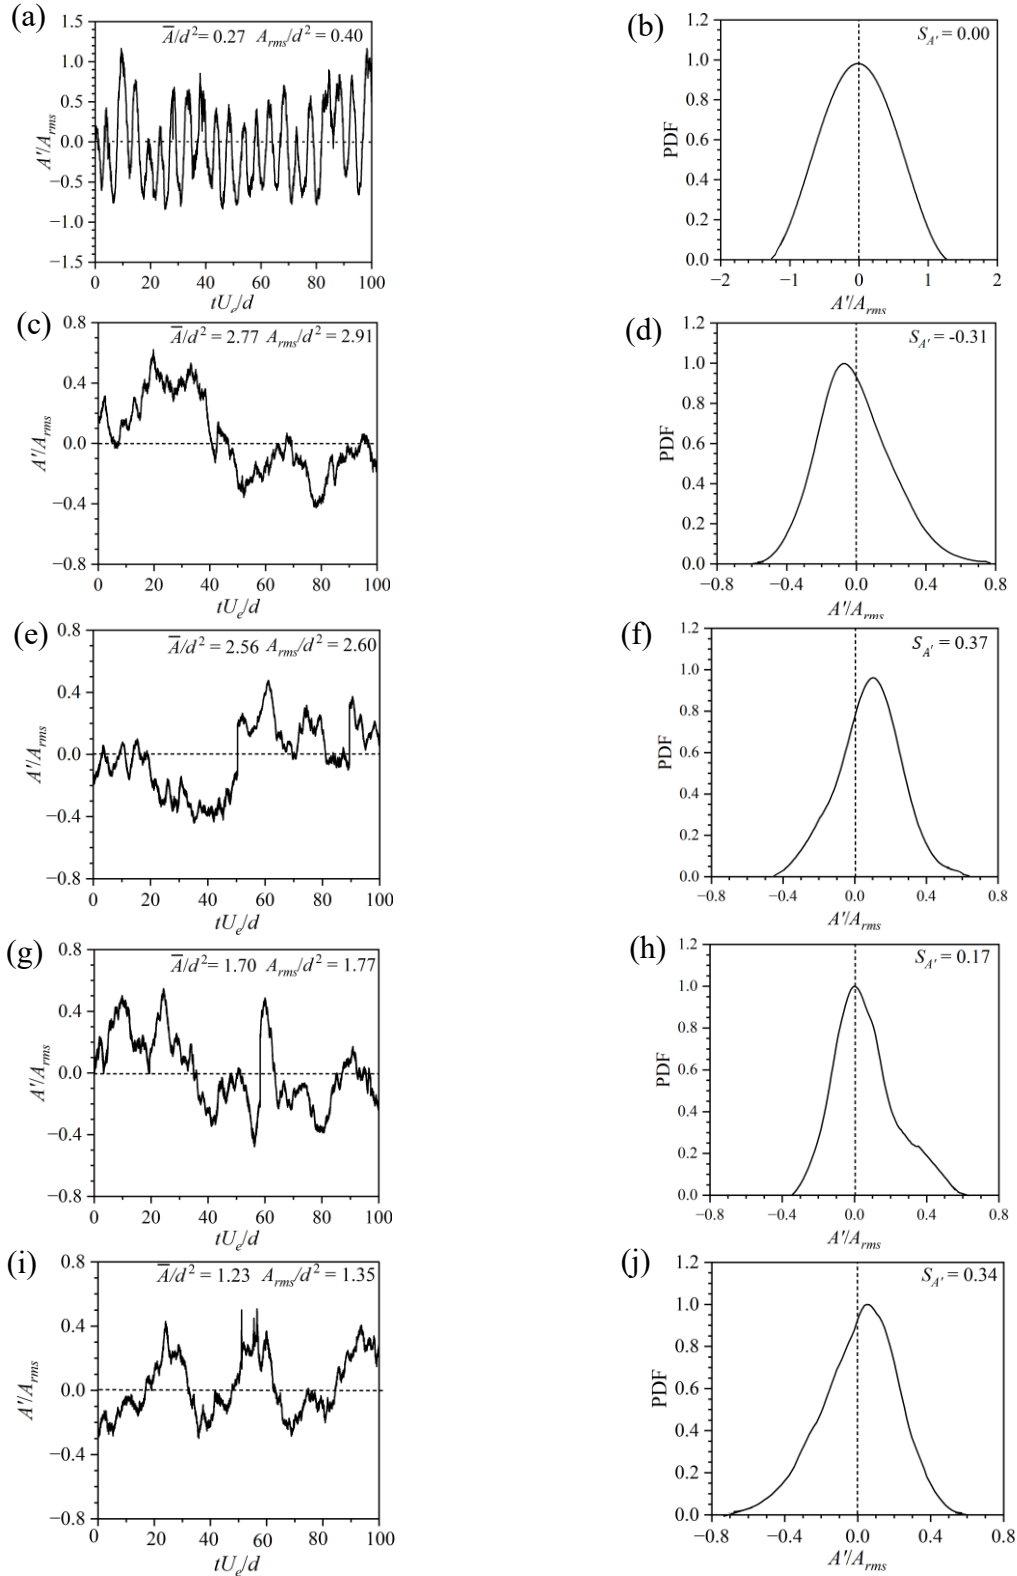 (a)
A̅/d² = 0.27 A_rms/d² = 0.40
1.5
1.0
0.5
0.0
−0.5
−1.0
−1.5
A'/A_rms
0 20 40 60 80 100
tU_e/d
(b)
S_A' = 0.00
1.2
1.0
0.8
0.6
0.4
0.2
0.0
PDF
−2 −1 0 1 2
A'/A_rms
(c)
A̅/d² = 2.77 A_rms/d² = 2.91
0.8
0.4
0.0
−0.4
−0.8
A'/A_rms
0 20 40 60 80 100
tU_e/d
(d)
S_A' = -0.31
1.2
1.0
0.8
0.6
0.4
0.2
0.0
PDF
−0.8 −0.4 0.0 0.4 0.8
A'/A_rms
(e)
A̅/d² = 2.56 A_rms/d² = 2.60
0.8
0.4
0.0
−0.4
−0.8
A'/A_rms
0 20 40 60 80 100
tU_e/d
(f)
S_A' = 0.37
1.2
1.0
0.8
0.6
0.4
0.2
0.0
PDF
−0.8 −0.4 0.0 0.4 0.8
A'/A_rms
(g)
A̅/d² = 1.70 A_rms/d² = 1.77
0.8
0.4
0.0
−0.4
−0.8
A'/A_rms
0 20 40 60 80 100
tU_e/d
(h)
S_A' = 0.17
1.2
1.0
0.8
0.6
0.4
0.2
0.0
PDF
−0.8 −0.4 0.0 0.4 0.8
A'/A_rms
(i)
A̅/d² = 1.23 A_rms/d² = 1.35
0.8
0.4
0.0
−0.4
−0.8
A'/A_rms
0 20 40 60 80 100
tU_e/d
(j)
S_A' = 0.34
1.2
1.0
0.8
0.6
0.4
0.2
0.0
PDF
−0.8 −0.4 0.0 0.4 0.8
A'/A_rms